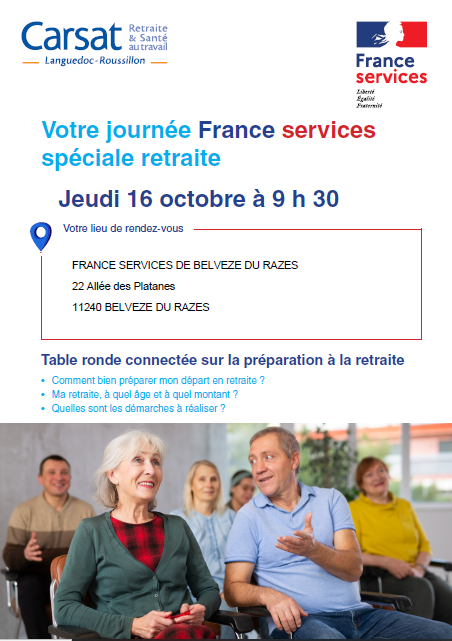 Carsat
Retraite
& Santé
au travail
Languedoc-Roussillon
France
services
Liberté
Égalité
Fraternité
Votre journée France services
spéciale retraite
Jeudi 16 octobre à 9 h 30
Votre lieu de rendez-vous
FRANCE SERVICES DE BELVEZE DU RAZES
22 Allée des Platanes
11240 BELVEZE DU RAZES
Table ronde connectée sur la préparation à la retraite
• Comment bien préparer mon départ en retraite ?
• Ma retraite, à quel âge et à quel montant ?
• Quelles sont les démarches à réaliser ?